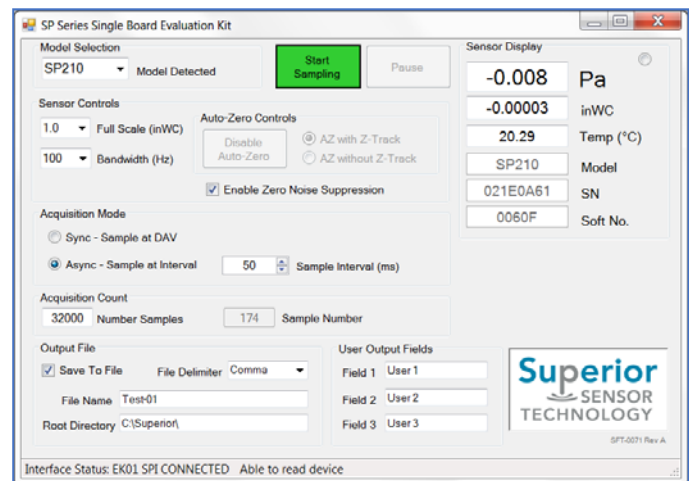 SP Series Single Board Evaluation Kit
Model Selection
SP210 Model Detected
Start Sampling
Pause
Sensor Controls
1.0 Full Scale (inWC)
100 Bandwidth (Hz)
Auto-Zero Controls
Disable Auto-Zero
AZ with Z-Track
AZ without Z-Track
Enable Zero Noise Suppression
Acquisition Mode
Sync - Sample at DAV
Async - Sample at Interval 50 Sample Interval (ms)
Acquisition Count
32000 Number Samples 174 Sample Number
Output File
Save To File File Delimiter Comma
File Name Test-01
Root Directory C:\Superior\
User Output Fields
Field 1 User1
Field 2 User2
Field 3 User3
Sensor Display
-0.008 Pa
-0.00003 inWC
20.29 Temp (°C)
SP210 Model
021E0A61 SN
0060F Soft No.
Superior
SENSOR
TECHNOLOGY
SFT-0071 Rev A
Interface Status: EK01 SPI CONNECTED Able to read device